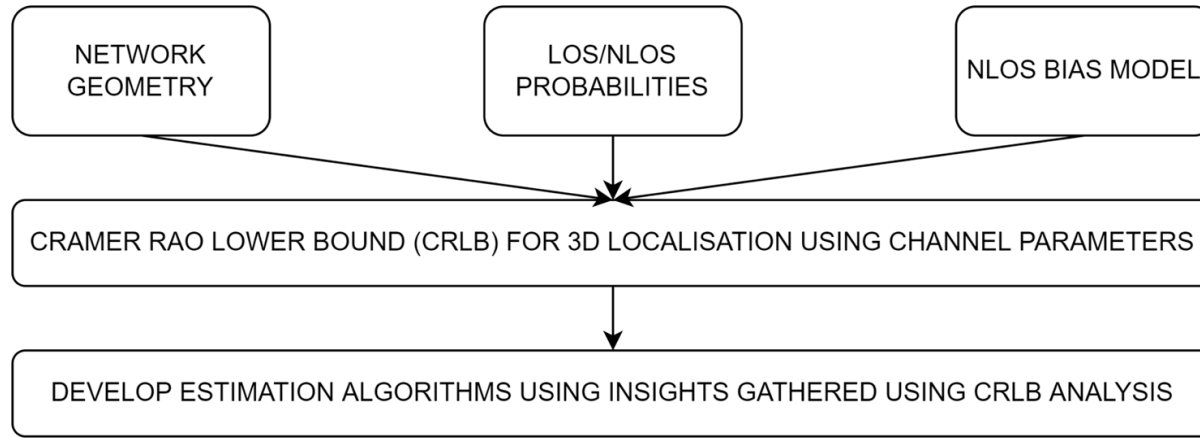 NETWORK
GEOMETRY
LOS/NLOS
PROBABILITIES
NLOS BIAS MODEL
CRAMER RAO LOWER BOUND (CRLB) FOR 3D LOCALISATION USING CHANNEL PARAMETERS
DEVELOP ESTIMATION ALGORITHMS USING INSIGHTS GATHERED USING CRLB ANALYSIS